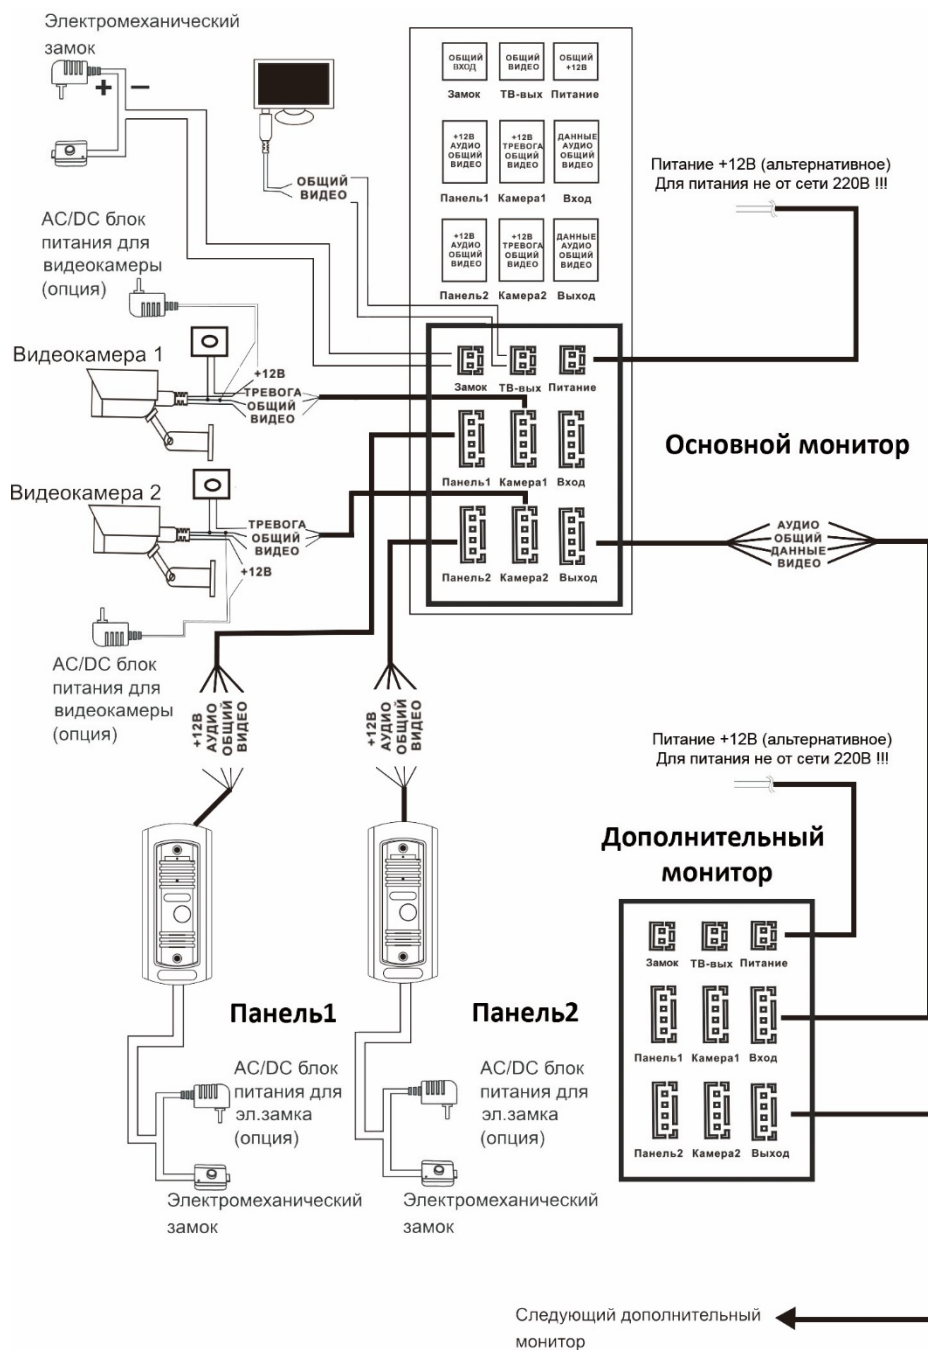 Электромеханический
замок
+ −
ОБЩИЙ
ВХОД
ОБЩИЙ
ВИДЕО
ОБЩИЙ
+12В
Замок ТВ-вых Питание
+12В
АУДИО
ОБЩИЙ
ВИДЕО
+12В
ТРЕВОГА
ОБЩИЙ
ВИДЕО
ДАННЫЕ
АУДИО
ОБЩИЙ
ВИДЕО
Панель1 Камера1 Вход
+12В
АУДИО
ОБЩИЙ
ВИДЕО
+12В
ТРЕВОГА
ОБЩИЙ
ВИДЕО
ДАННЫЕ
АУДИО
ОБЩИЙ
ВИДЕО
Панель2 Камера2 Выход
ОБЩИЙ
ВИДЕО
Питание +12В (альтернативное)
Для питания не от сети 220В !!!
AC/DC блок
питания для
видеокамеры
(опция)
Видеокамера 1
+12В
ТРЕВОГА
ОБЩИЙ
ВИДЕО
Замок ТВ-вых Питание
Панель1 Камера1 Вход
Панель2 Камера2 Выход
Основной монитор
Видеокамера 2
ТРЕВОГА
ОБЩИЙ
ВИДЕО
+12В
АУДИО
ОБЩИЙ
ДАННЫЕ
ВИДЕО
AC/DC блок
питания для
видеокамеры
(опция)
+12В
АУДИО
ОБЩИЙ
ВИДЕО
+12В
АУДИО
ОБЩИЙ
ВИДЕО
Питание +12В (альтернативное)
Для питания не от сети 220В !!!
Дополнительный
монитор
Замок ТВ-вых Питание
Панель1 Камера1 Вход
Панель2 Камера2 Выход
Панель1
Панель2
AC/DC блок
питания для
эл.замка
(опция)
AC/DC блок
питания для
эл.замка
(опция)
Электромеханический
замок
Электромеханический
замок
Следующий дополнительный
монитор